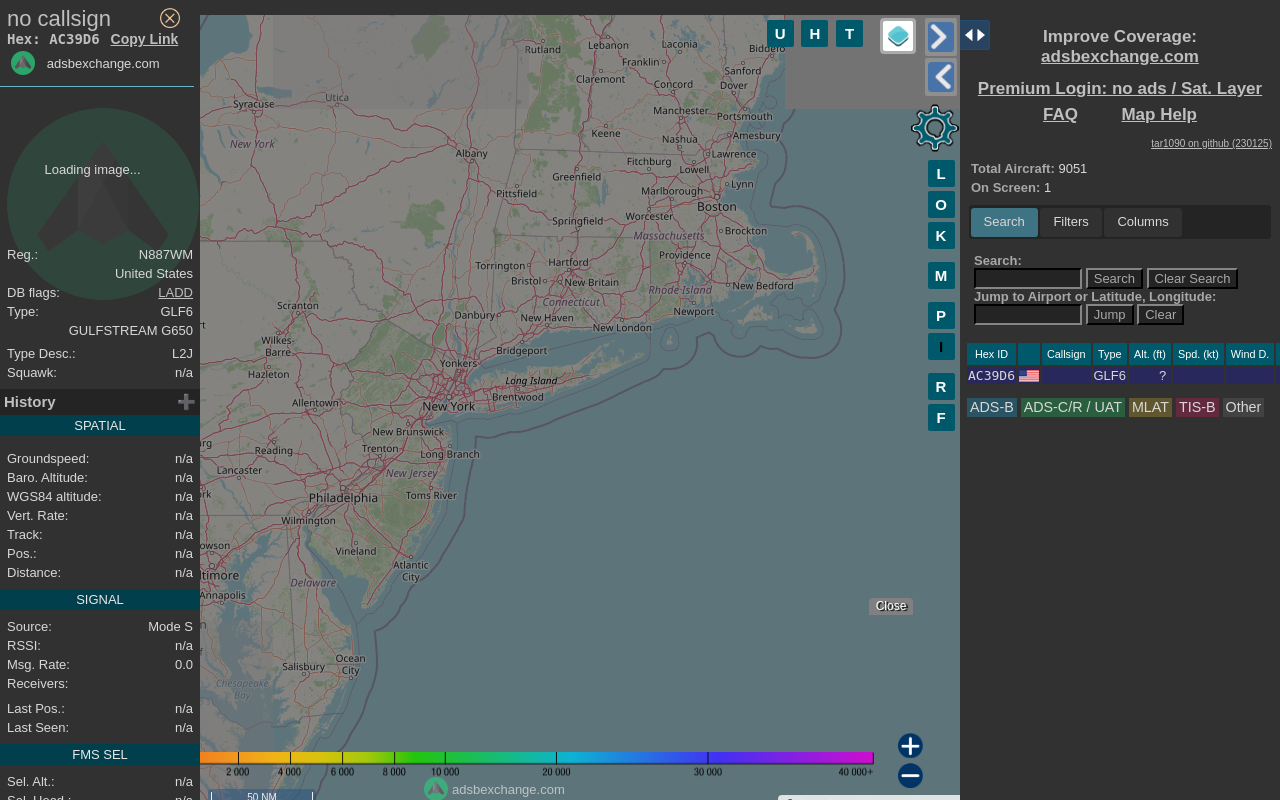 no callsign
Hex: AC39D6 Copy Link
adsbexchange.com
Loading image...
Reg.: N887WM
United States
DB flags: LADD
Type: GLF6
GULFSTREAM G650
Type Desc.: L2J
Squawk: n/a
History
SPATIAL
Groundspeed: n/a
Baro. Altitude: n/a
WGS84 altitude: n/a
Vert. Rate: n/a
Track: n/a
Pos.: n/a
Distance: n/a
SIGNAL
Source: Mode S
RSSI: n/a
Msg. Rate: 0.0
Receivers:
Last Pos.: n/a
Last Seen: n/a
FMS SEL
Sel. Alt.: n/a
Sel. Head.: n/a
U H T
Rutland
Lebanon
Laconia
Biddefo
Franklin
Sanford
Claremont
Concord
Dover
Utica
Syracuse
Manchester
Portsmouth
Keene
Nashua
Amesbury
New York
Albany
Fitchburg
Lawrence
Lowell
Greenfield
Pittsfield
Marlborough
Lynn
Springfield
Worcester
Boston
Massachusetts
Brockton
Torrington
Hartford
Providence
Bristol
New Britain
Rhode Island
New Bedford
Scranton
Connecticut
Danbury
New Haven
New London
Newport
rt
Wilkes-
Barre
Bridgeport
Hazleton
Yonkers
Long Island
Allentown
New York
Brentwood
New Brunswick
rg
Reading
Trenton
Long Branch
Lancaster
New Jersey
rk
Philadelphia
Toms River
Wilmington
owson
Vineland
Atlantic
City
ltimore
Delaware
Annapolis
Salisbury
Ocean
City
Chesapeake
Bay
L
O
K
M
P
I
R
F
Close
2 000 4 000 6 000 8 000 10 000 20 000 30 000 40 000+
adsbexchange.com
50 NM
Improve Coverage:
adsbexchange.com
Premium Login: no ads / Sat. Layer
FAQ Map Help
tar1090 on github (230125)
Total Aircraft: 9051
On Screen: 1
Search Filters Columns
Search:
Search Clear Search
Jump to Airport or Latitude, Longitude:
Jump Clear
Hex ID Callsign Type Alt. (ft) Spd. (kt) Wind D.
AC39D6 GLF6 ?
ADS-B ADS-C/R / UAT MLAT TIS-B Other